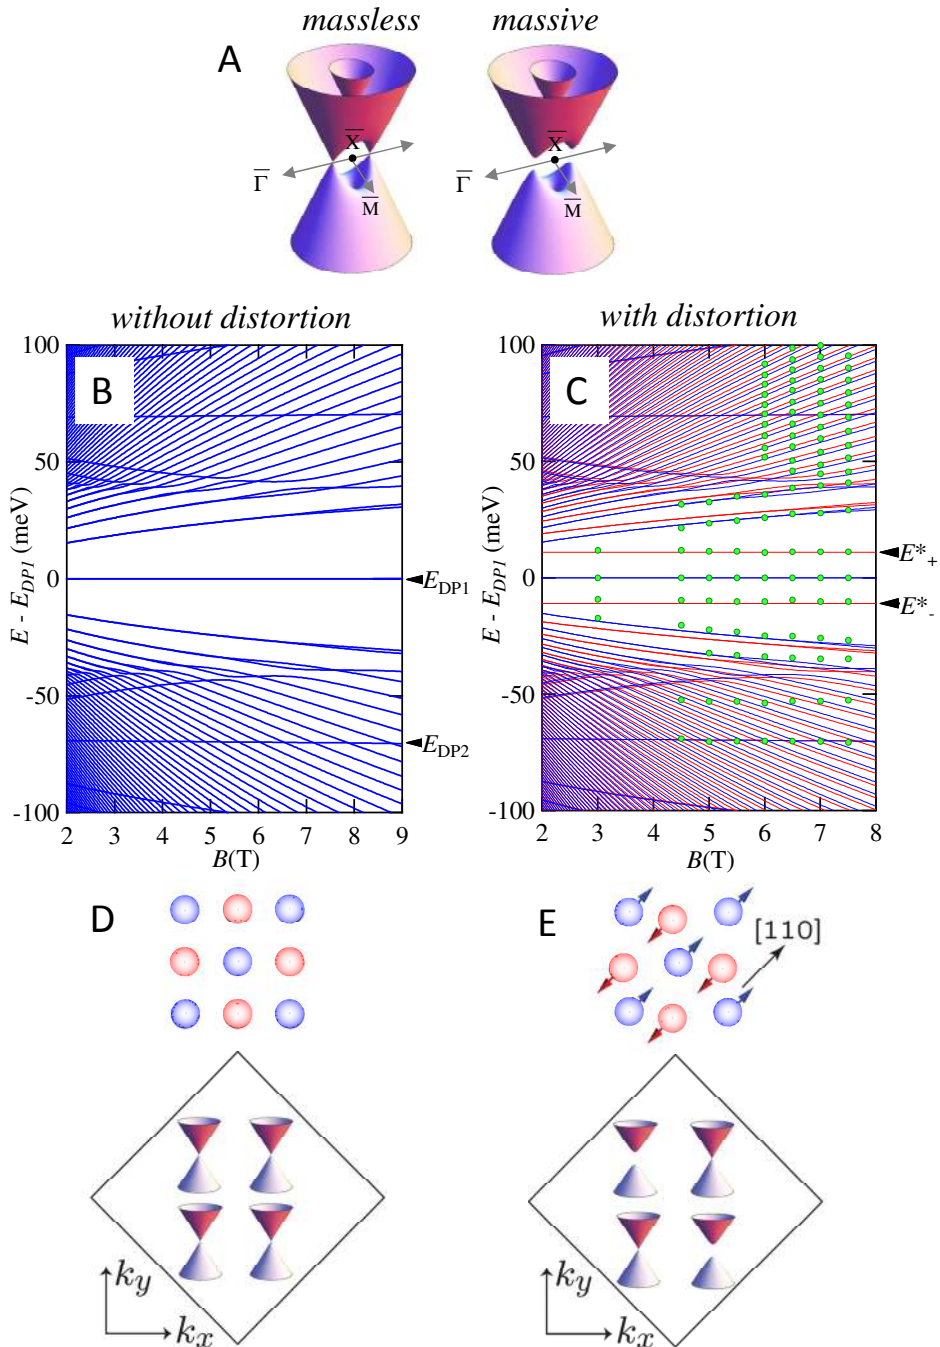 massless massive
A
X X
Γ Γ
M M
without distortion with distortion
B C
100 100
50 50
0 0
-50 -50
-100 -100
E - E_DP1 (meV) E - E_DP1 (meV)
E_DP1
E_DP2
E*_+
E*_-
2 3 4 5 6 7 8 9
2 3 4 5 6 7 8
B(T) B(T)
D E
[110]
k_y k_y
k_x k_x